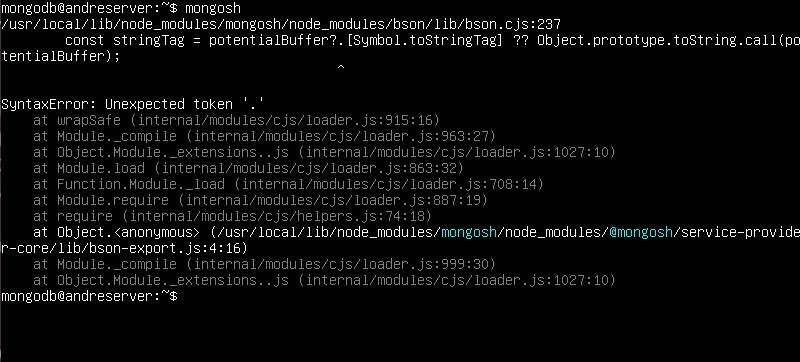 mongodb@andreserver:~$ mongosh
/usr/local/lib/node_modules/mongosh/node_modules/bson/lib/bson.cjs:237
        const stringTag = potentialBuffer?.[Symbol.toStringTag] ?? Object.prototype.toString.call(po
tentialBuffer);
                                          ^

SyntaxError: Unexpected token '.'
    at wrapSafe (internal/modules/cjs/loader.js:915:16)
    at Module._compile (internal/modules/cjs/loader.js:963:27)
    at Object.Module._extensions..js (internal/modules/cjs/loader.js:1027:10)
    at Module.load (internal/modules/cjs/loader.js:863:32)
    at Function.Module._load (internal/modules/cjs/loader.js:708:14)
    at Module.require (internal/modules/cjs/loader.js:887:19)
    at require (internal/modules/cjs/helpers.js:74:18)
    at Object.<anonymous> (/usr/local/lib/node_modules/mongosh/node_modules/@mongosh/service-provide
r-core/lib/bson-export.js:4:16)
    at Module._compile (internal/modules/cjs/loader.js:999:30)
    at Object.Module._extensions..js (internal/modules/cjs/loader.js:1027:10)
mongodb@andreserver:~$